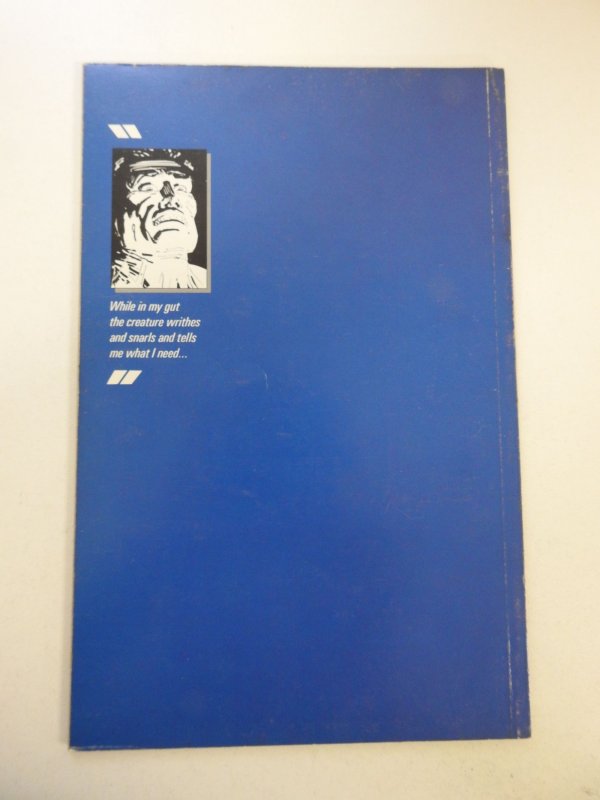 "
While in my gut
the creature writhes
and snarls and tells
me what I need...
"